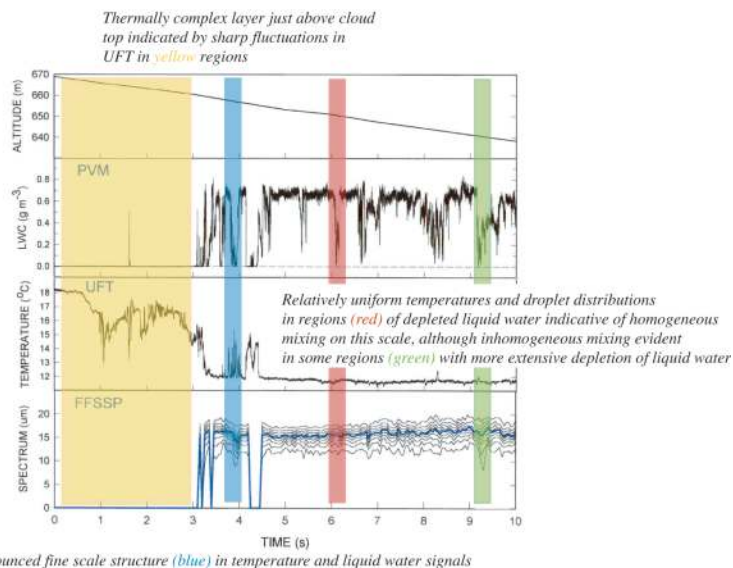 Thermally complex layer just above cloud
top indicated by sharp fluctuations in
UFT in yellow regions
670
660
650
640
ALTITUDE (m)
PVM
0.8
0.6
0.4
0.2
0.0
LWC (g m-3)
UFT
18
17
16
15
14
13
12
TEMPERATURE (°C)
Relatively uniform temperatures and droplet distributions
in regions (red) of depleted liquid water indicative of homogeneous
mixing on this scale, although inhomogeneous mixing evident
in some regions (green) with more extensive depletion of liquid water
FFSSP
20
15
10
5
0
SPECTRUM (um)
0 1 2 3 4 5 6 7 8 9 10
TIME (s)
fine scale structure (blue) in temperature and liquid water signals